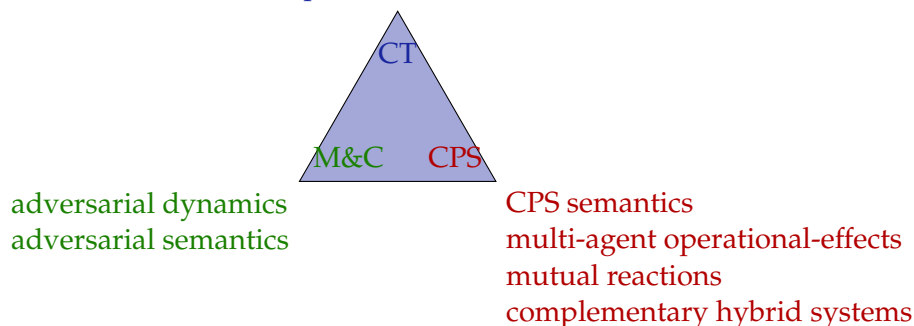 CT
M&C CPS
adversarial dynamics
adversarial semantics
CPS semantics
multi-agent operational-effects
mutual reactions
complementary hybrid systems